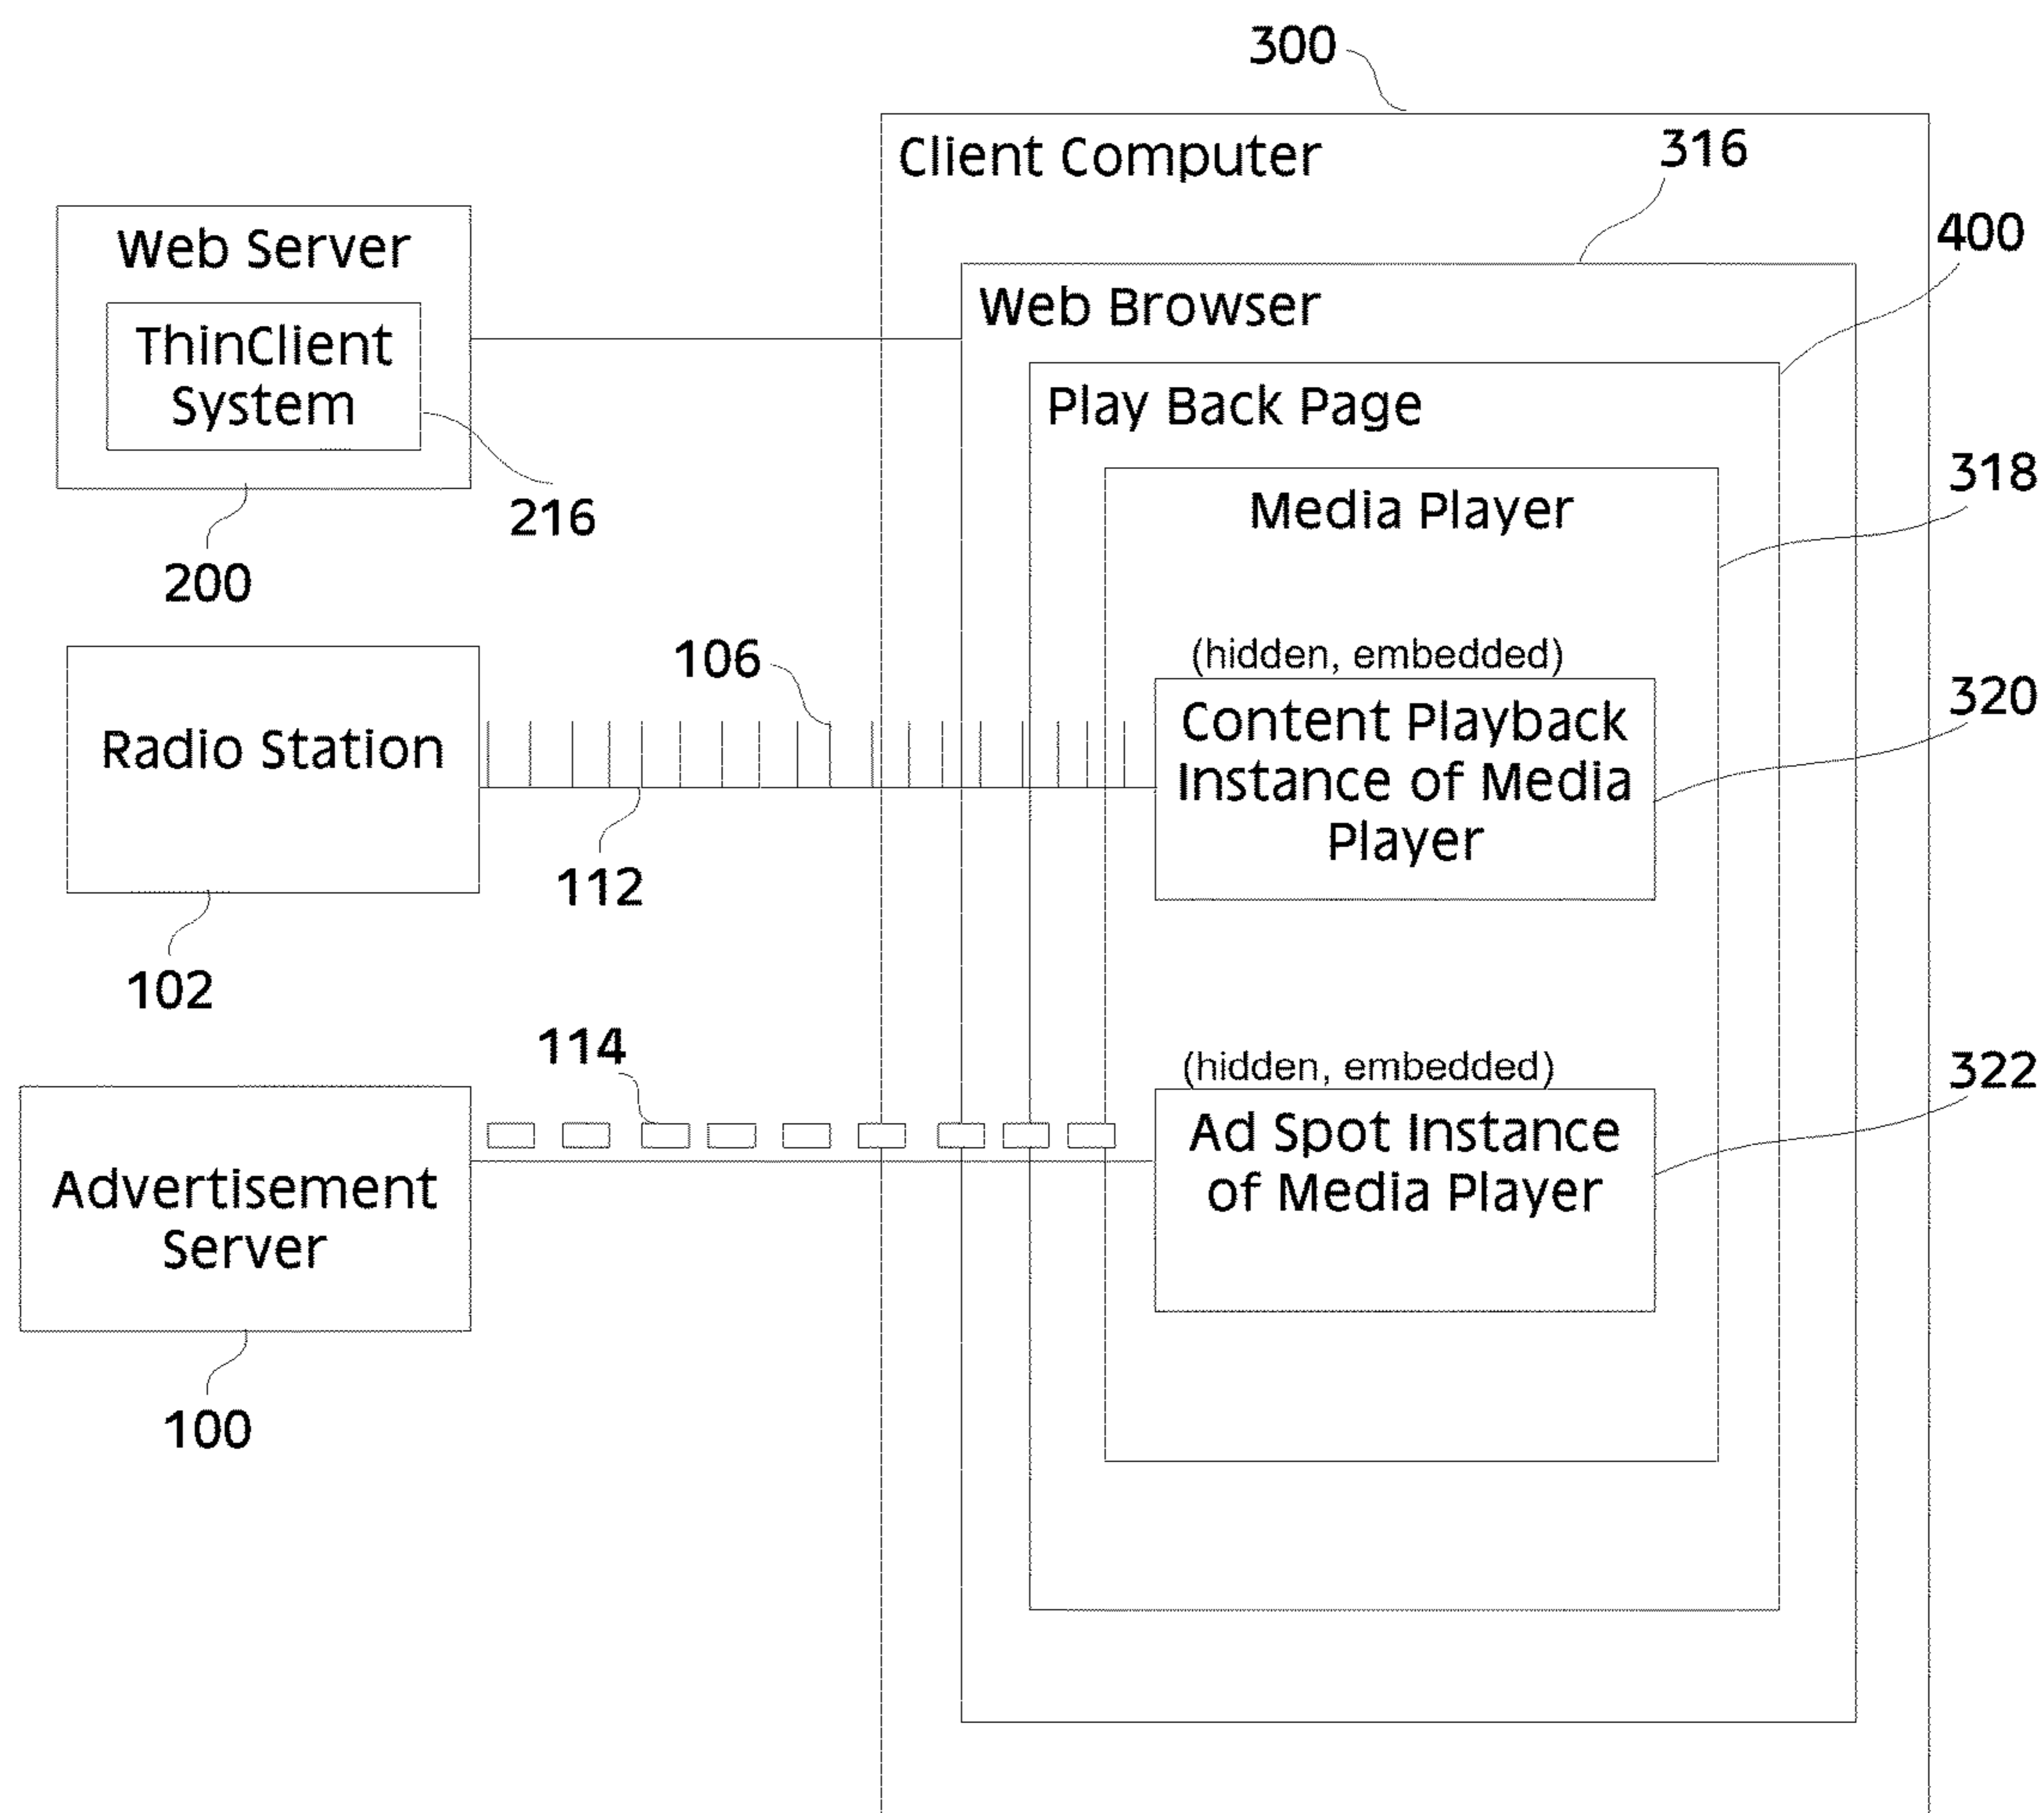 300
Client Computer
316
400
Web Server
ThinClient
System
216
200
Web Browser
Play Back Page
318
Media Player
(hidden, embedded)
320
Content Playback
Instance of Media
Player
Radio Station
106
112
102
114
(hidden, embedded)
322
Ad Spot Instance
of Media Player
Advertisement
Server
100